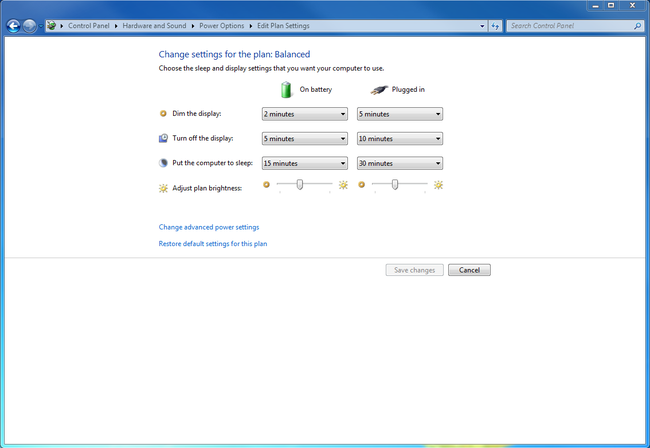 Control Panel Hardware and Sound Power Options Edit Plan Settings Search Control Panel
Change settings for the plan: Balanced
Choose the sleep and display settings that you want your computer to use.
On battery Plugged in
Dim the display: 2 minutes 5 minutes
Turn off the display: 5 minutes 10 minutes
Put the computer to sleep: 15 minutes 30 minutes
Adjust plan brightness:
Change advanced power settings
Restore default settings for this plan
Save changes Cancel